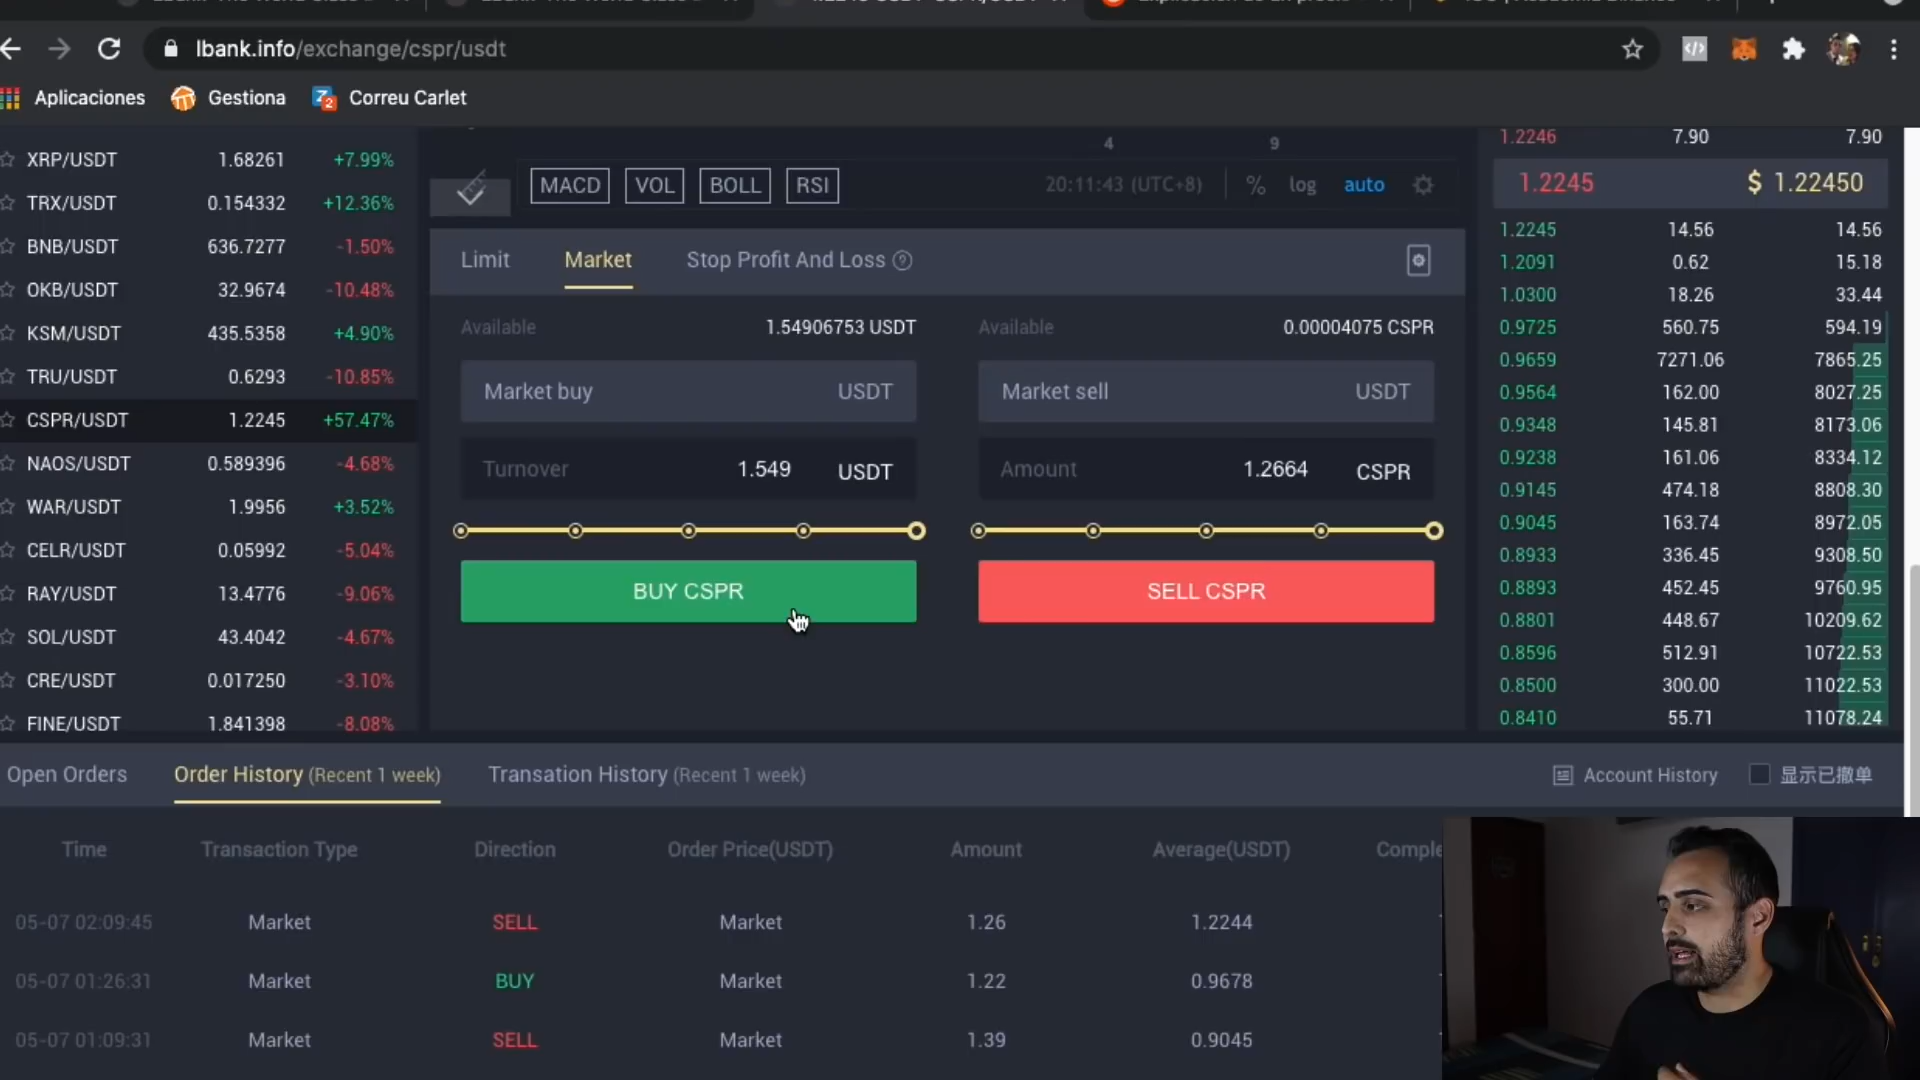 lbank.info/exchange/cspr/usdt
Aplicaciones Gestiona Correu Carlet
XRP/USDT 1.68261 +7.99%
TRX/USDT 0.154332 +12.36%
BNB/USDT 636.7277 -1.50%
OKB/USDT 32.9674 -10.48%
KSM/USDT 435.5358 +4.90%
TRU/USDT 0.6293 -10.85%
CSPR/USDT 1.2245 +57.47%
NAOS/USDT 0.589396 -4.68%
WAR/USDT 1.9956 +3.52%
CELR/USDT 0.05992 -5.04%
RAY/USDT 13.4776 -9.06%
SOL/USDT 43.4042 -4.67%
CRE/USDT 0.017250 -3.10%
FINE/USDT 1.841398 -8.08%
4 9
MACD VOL BOLL RSI 20:11:43 (UTC+8) % log auto
Limit Market Stop Profit And Loss ?
Available 1.54906753 USDT Available 0.00004075 CSPR
Market buy USDT Market sell USDT
Turnover 1.549 USDT Amount 1.2664 CSPR
BUY CSPR SELL CSPR
1.2246 7.90 7.90
1.2245 $ 1.22450
1.2245 14.56 14.56
1.2091 0.62 15.18
1.0300 18.26 33.44
0.9725 560.75 594.19
0.9659 7271.06 7865.25
0.9564 162.00 8027.25
0.9348 145.81 8173.06
0.9238 161.06 8334.12
0.9145 474.18 8808.30
0.9045 163.74 8972.05
0.8933 336.45 9308.50
0.8893 452.45 9760.95
0.8801 448.67 10209.62
0.8596 512.91 10722.53
0.8500 300.00 11022.53
0.8410 55.71 11078.24
Open Orders Order History (Recent 1 week) Transation History (Recent 1 week) Account History 显示已撤单
Time Transaction Type Direction Order Price(USDT) Amount Average(USDT) Comple
05-07 02:09:45 Market SELL Market 1.26 1.2244
05-07 01:26:31 Market BUY Market 1.22 0.9678
05-07 01:09:31 Market SELL Market 1.39 0.9045